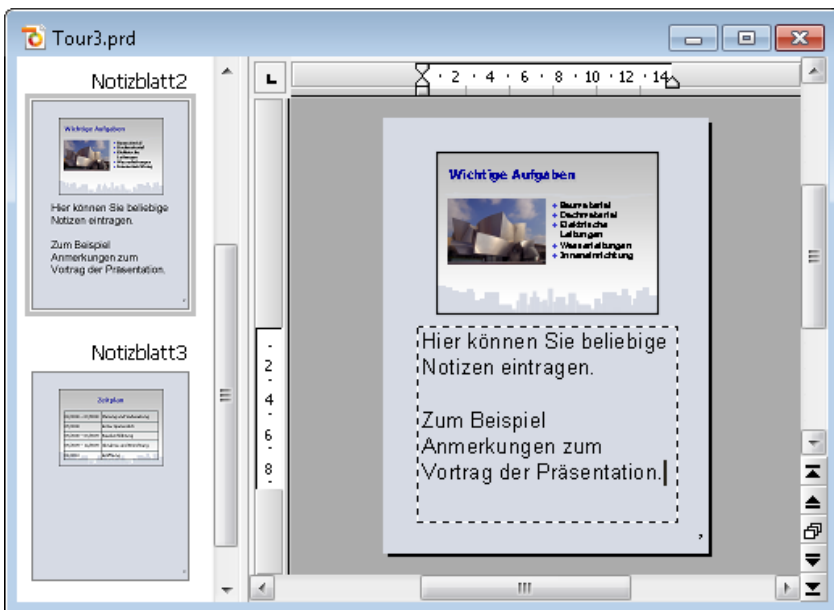 Tour3.prd
Notizblatt2
Wichtige Aufgaben
Hier können Sie beliebige
Notizen eintragen.
Zum Beispiel
Anmerkungen zum
Vortrag der Präsentation.
Notizblatt3
Zeitplan
L
2 4 6 8 10 12 14
2
4
6
8
Wichtige Aufgaben
Baumaterial
Dachmaterial
Elektrische
Leitungen
Wasserleitungen
Inneneinrichtung
Hier können Sie beliebige
Notizen eintragen.
Zum Beispiel
Anmerkungen zum
Vortrag der Präsentation.